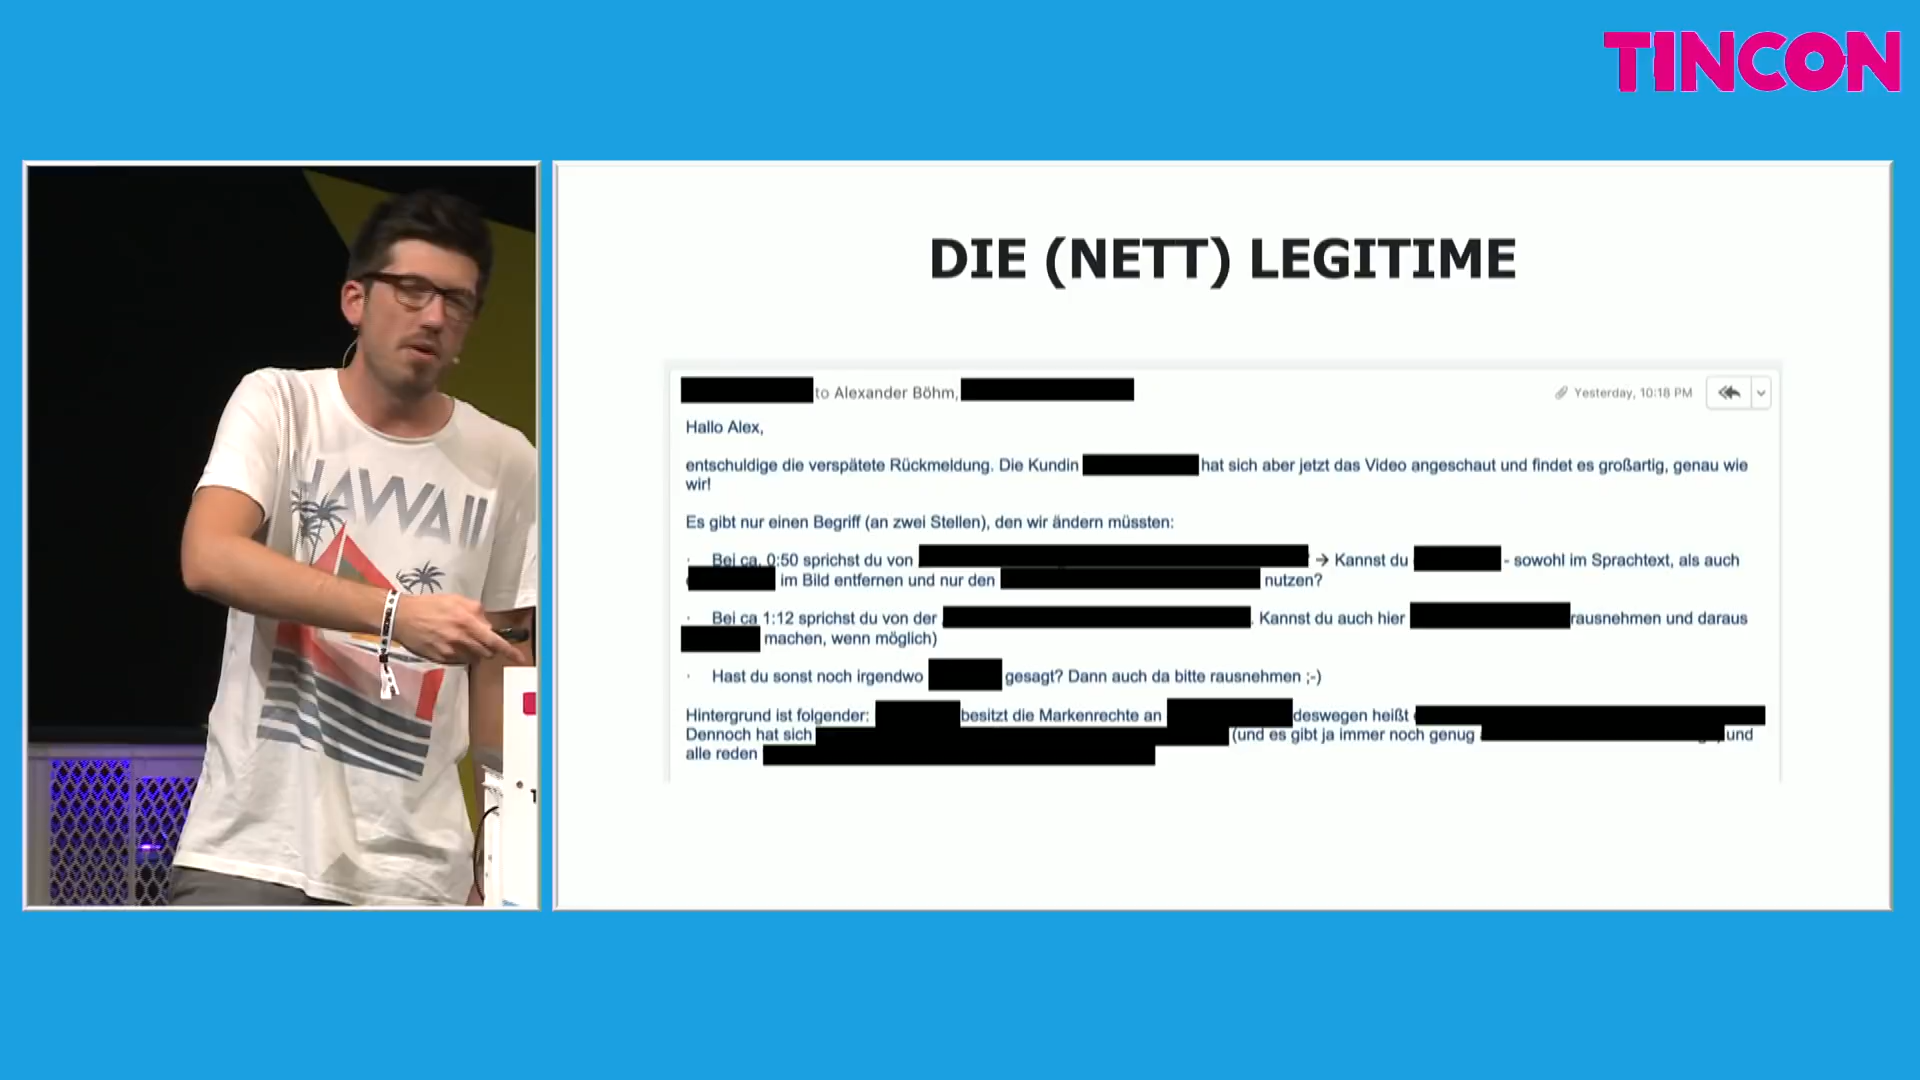 TINCON
HAWAII
DIE (NETT) LEGITIME
to Alexander Böhm,
Yesterday, 10:18 PM
Hallo Alex,
entschuldige die verspätete Rückmeldung. Die Kundin hat sich aber jetzt das Video angeschaut und findet es großartig, genau wie
wir!
Es gibt nur einen Begriff (an zwei Stellen), den wir ändern müssten:
· Bei ca. 0:50 sprichst du von → Kannst du - sowohl im Sprachtext, als auch
im Bild entfernen und nur den nutzen?
· Bei ca 1:12 sprichst du von der . Kannst du auch hier rausnehmen und daraus
machen, wenn möglich)
· Hast du sonst noch irgendwo gesagt? Dann auch da bitte rausnehmen ;-)
Hintergrund ist folgender: besitzt die Markenrechte an deswegen heißt
Dennoch hat sich (und es gibt ja immer noch genug und
alle reden